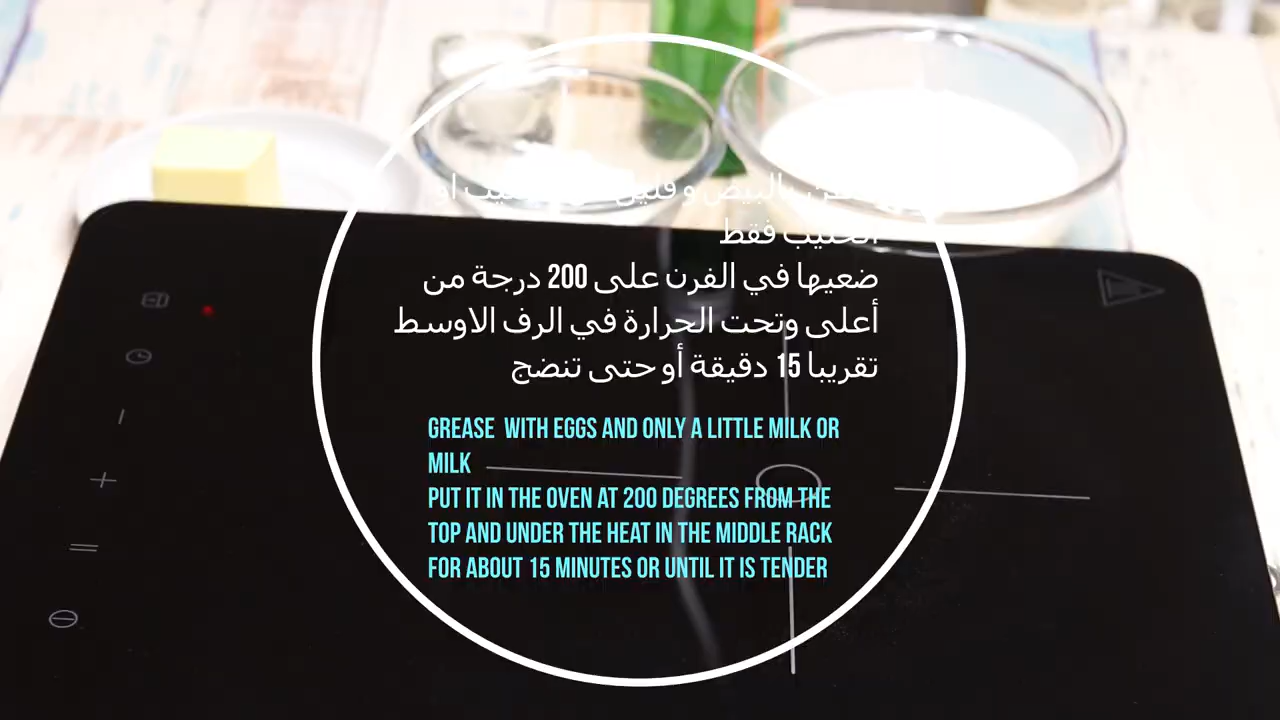 بالبيض و قليل
فقط
ضعيها في الفرن على 200 درجة من
أعلى وتحت الحرارة في الرف الاوسط
تقريبا 15 دقيقة أو حتى تنضج
GREASE WITH EGGS AND ONLY A LITTLE MILK OR
MILK
PUT IT IN THE OVEN AT 200 DEGREES FROM THE
TOP AND UNDER THE HEAT IN THE MIDDLE RACK
FOR ABOUT 15 MINUTES OR UNTIL IT IS TENDER